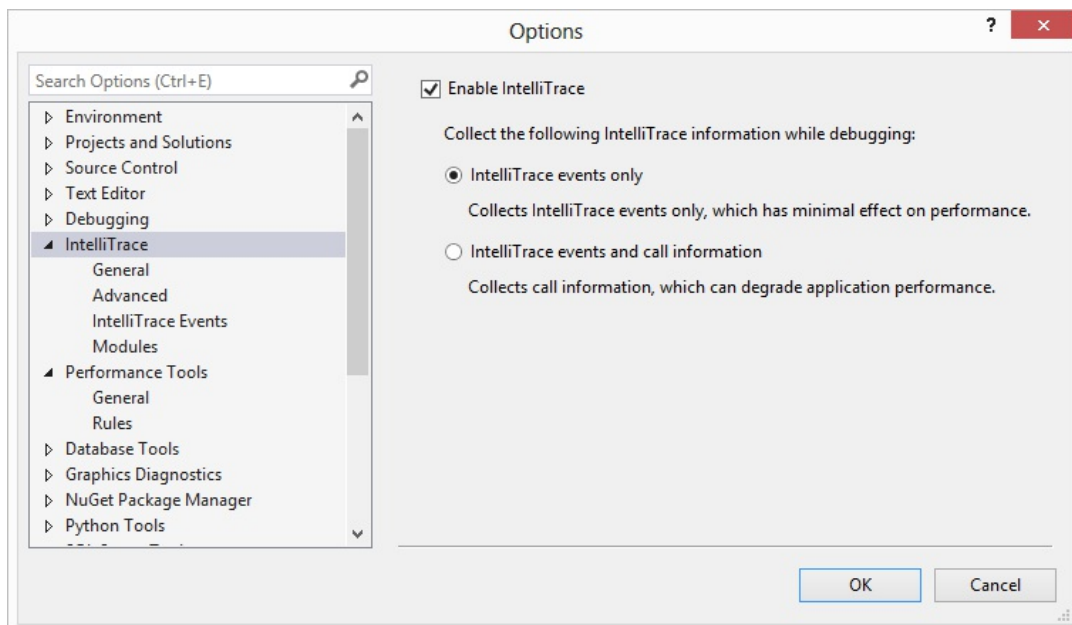 Options
?
Search Options (Ctrl+E)
Environment
Projects and Solutions
Source Control
Text Editor
Debugging
IntelliTrace
General
Advanced
IntelliTrace Events
Modules
Performance Tools
General
Rules
Database Tools
Graphics Diagnostics
NuGet Package Manager
Python Tools
Enable IntelliTrace
Collect the following IntelliTrace information while debugging:
IntelliTrace events only
Collects IntelliTrace events only, which has minimal effect on performance.
IntelliTrace events and call information
Collects call information, which can degrade application performance.
OK
Cancel